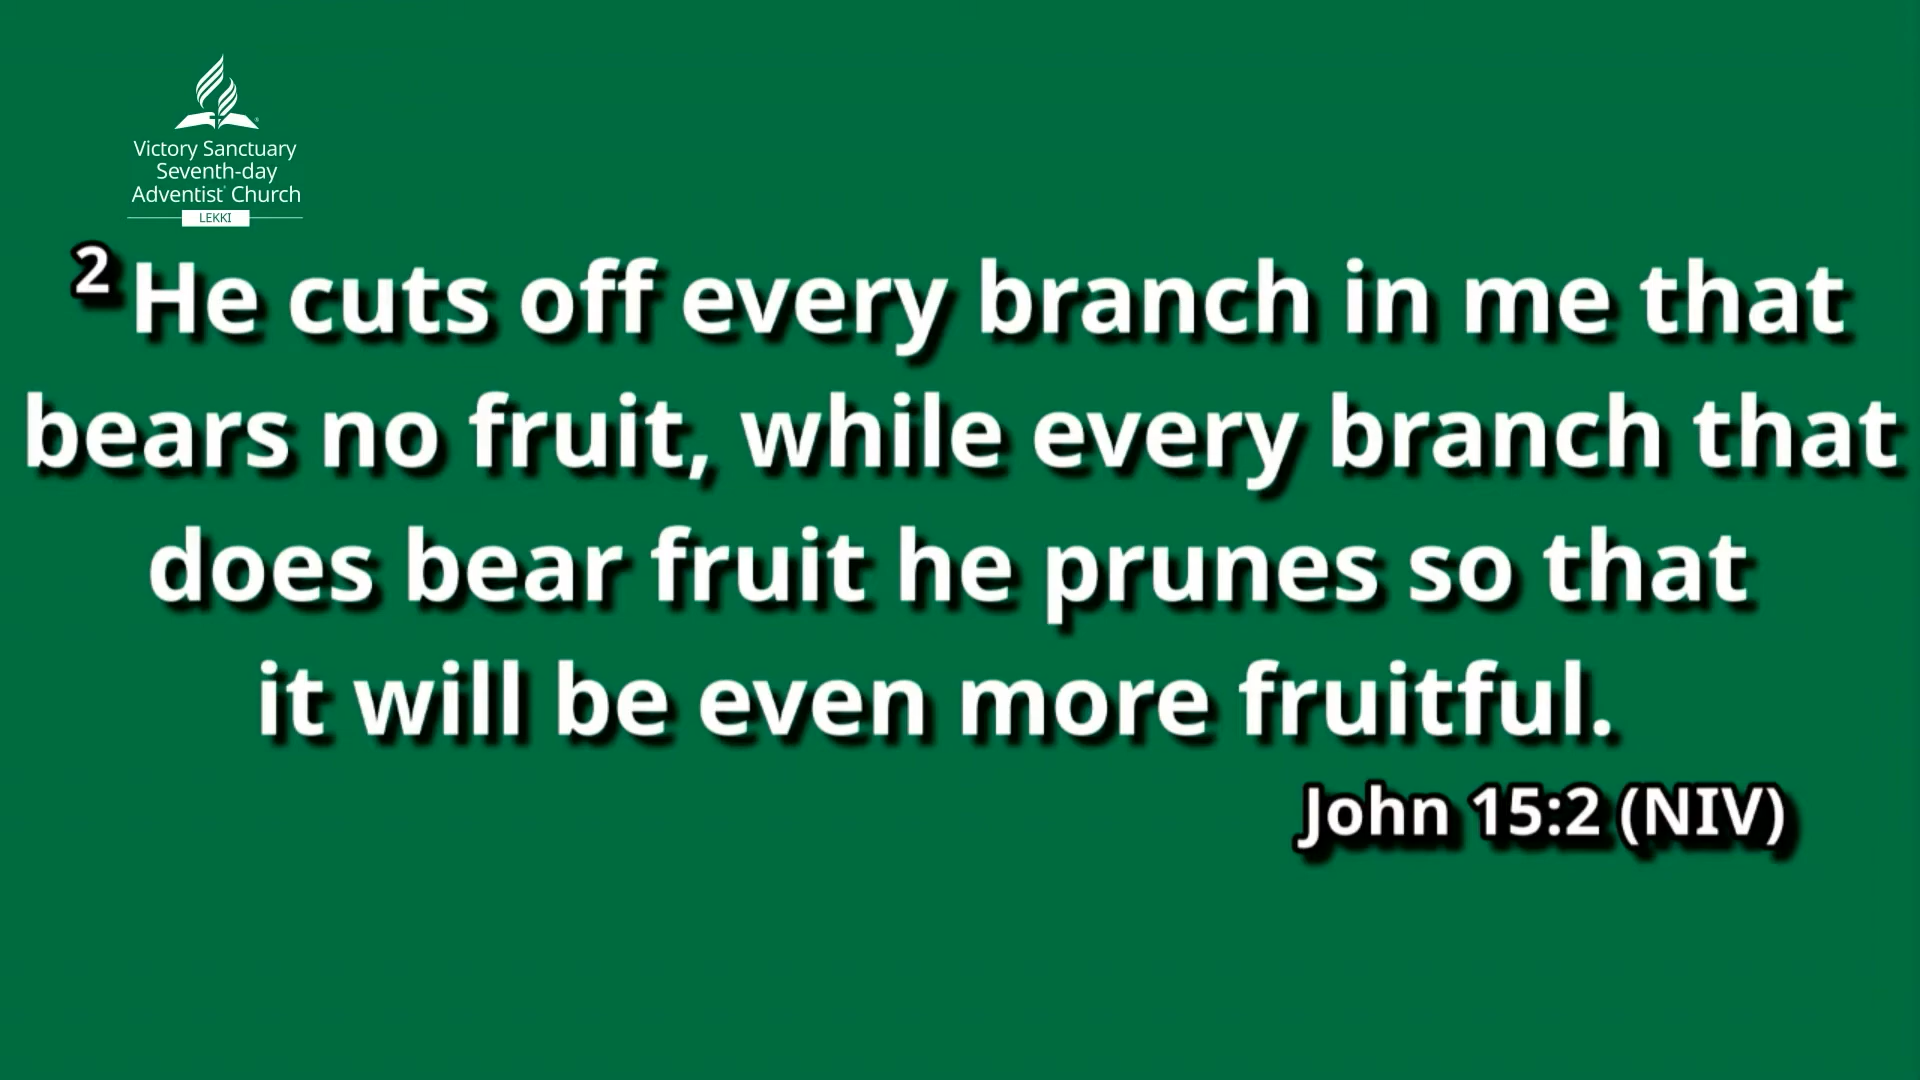 Victory Sanctuary
Seventh-day
Adventist® Church
LEKKI
2 He cuts off every branch in me that
bears no fruit, while every branch that
does bear fruit he prunes so that
it will be even more fruitful.
John 15:2 (NIV)